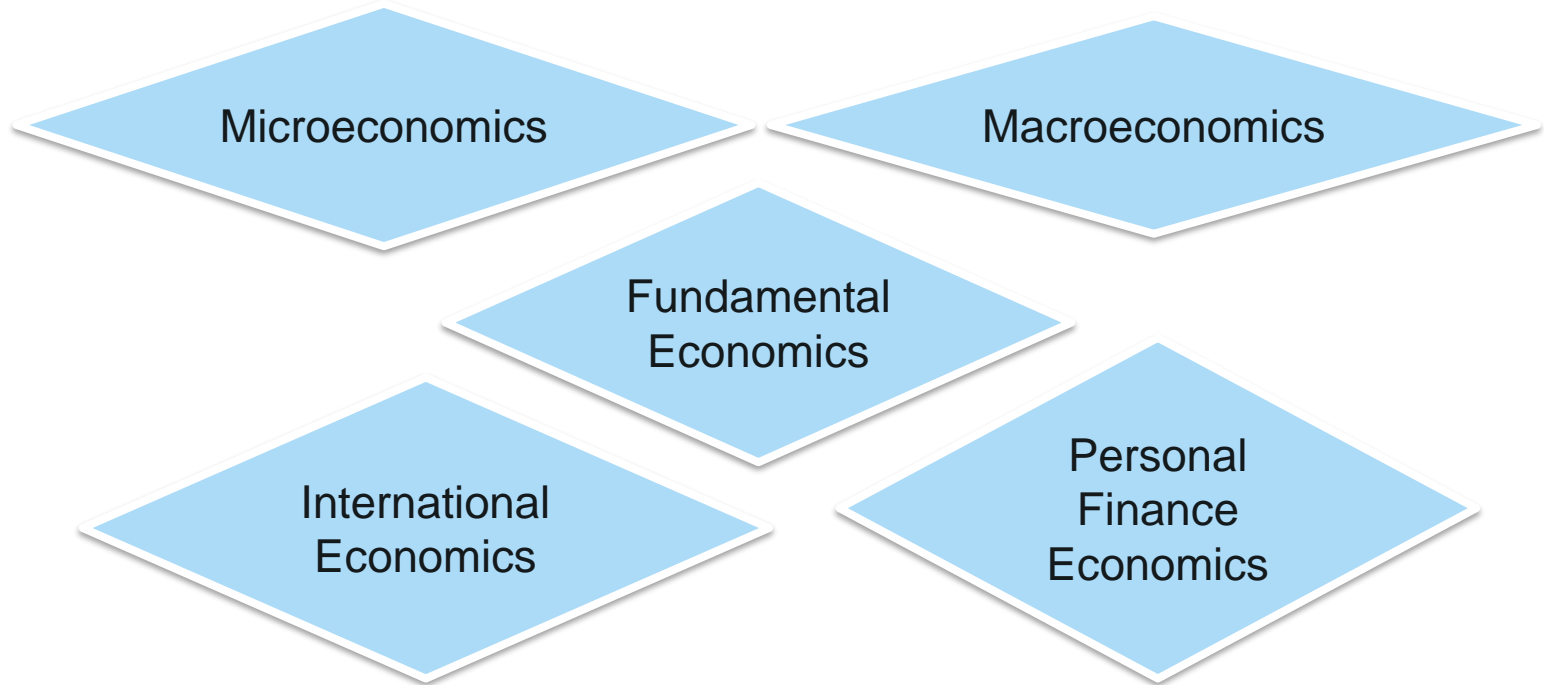 Microeconomics
Macroeconomics
Fundamental
Economics
International
Economics
Personal
Finance
Economics